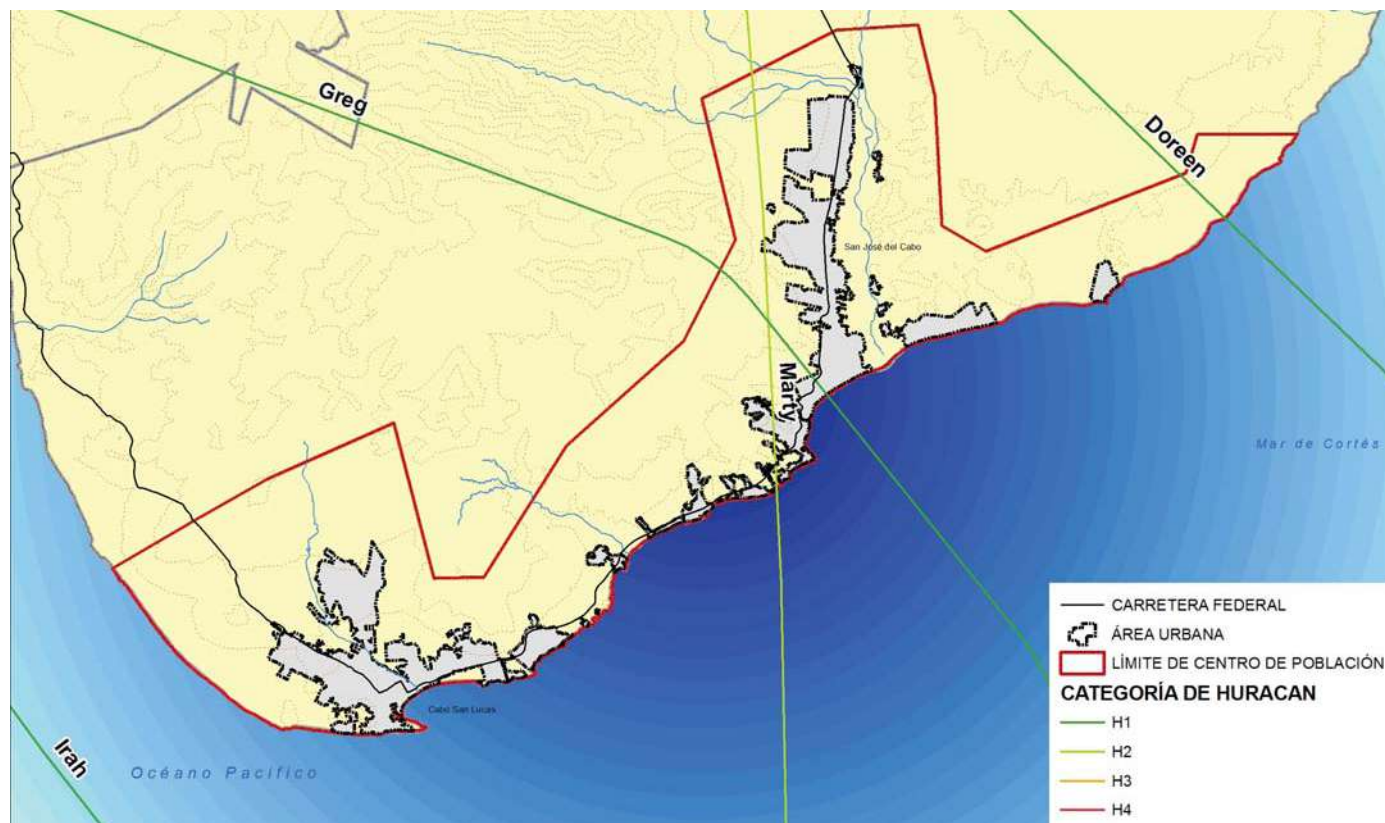 Greg
Doreen
San José del Cabo
Marty
Mar de Cortés
Cabo San Lucas
Irah
Océano Pacífico
CARRETERA FEDERAL
ÁREA URBANA
LÍMITE DE CENTRO DE POBLACIÓN
CATEGORÍA DE HURACAN
H1
H2
H3
H4